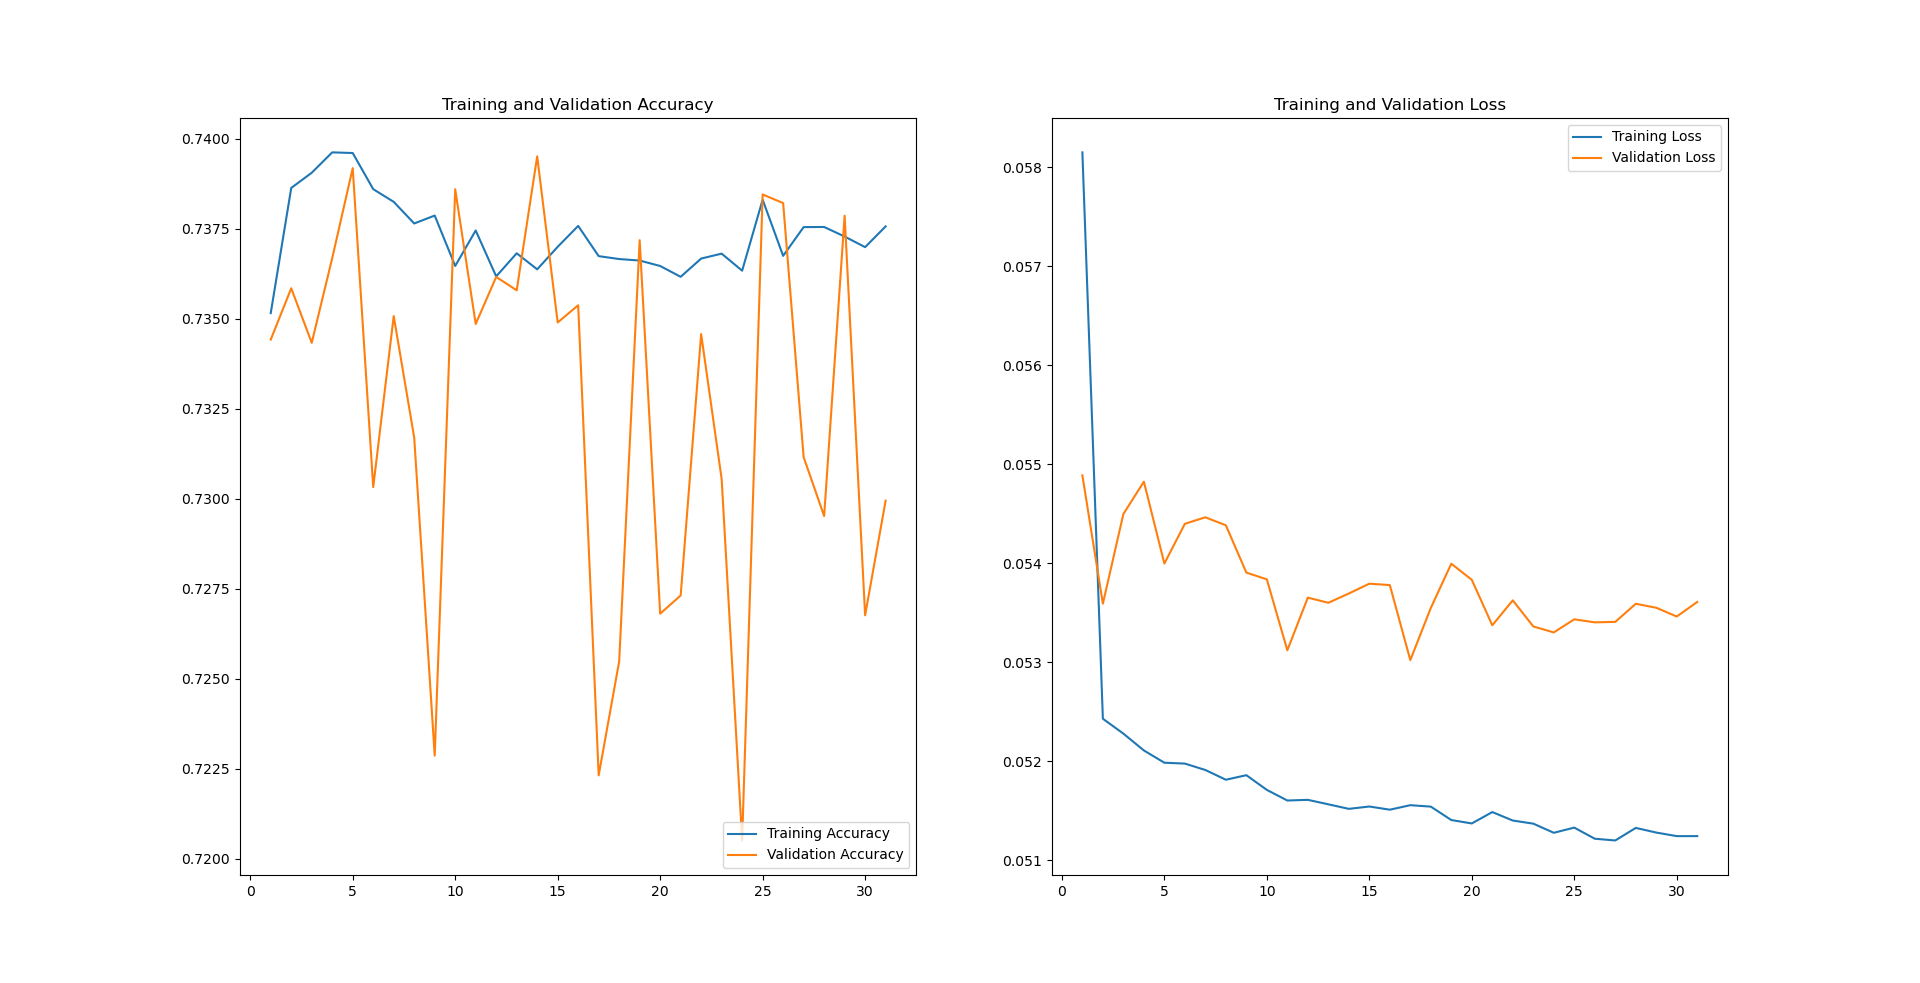 Training and Validation Accuracy
0.7400
0.7375
0.7350
0.7325
0.7300
0.7275
0.7250
0.7225
0.7200
Training Accuracy
Validation Accuracy
0 5 10 15 20 25 30
Training and Validation Loss
Training Loss
Validation Loss
0.058
0.057
0.056
0.055
0.054
0.053
0.052
0.051
0 5 10 15 20 25 30